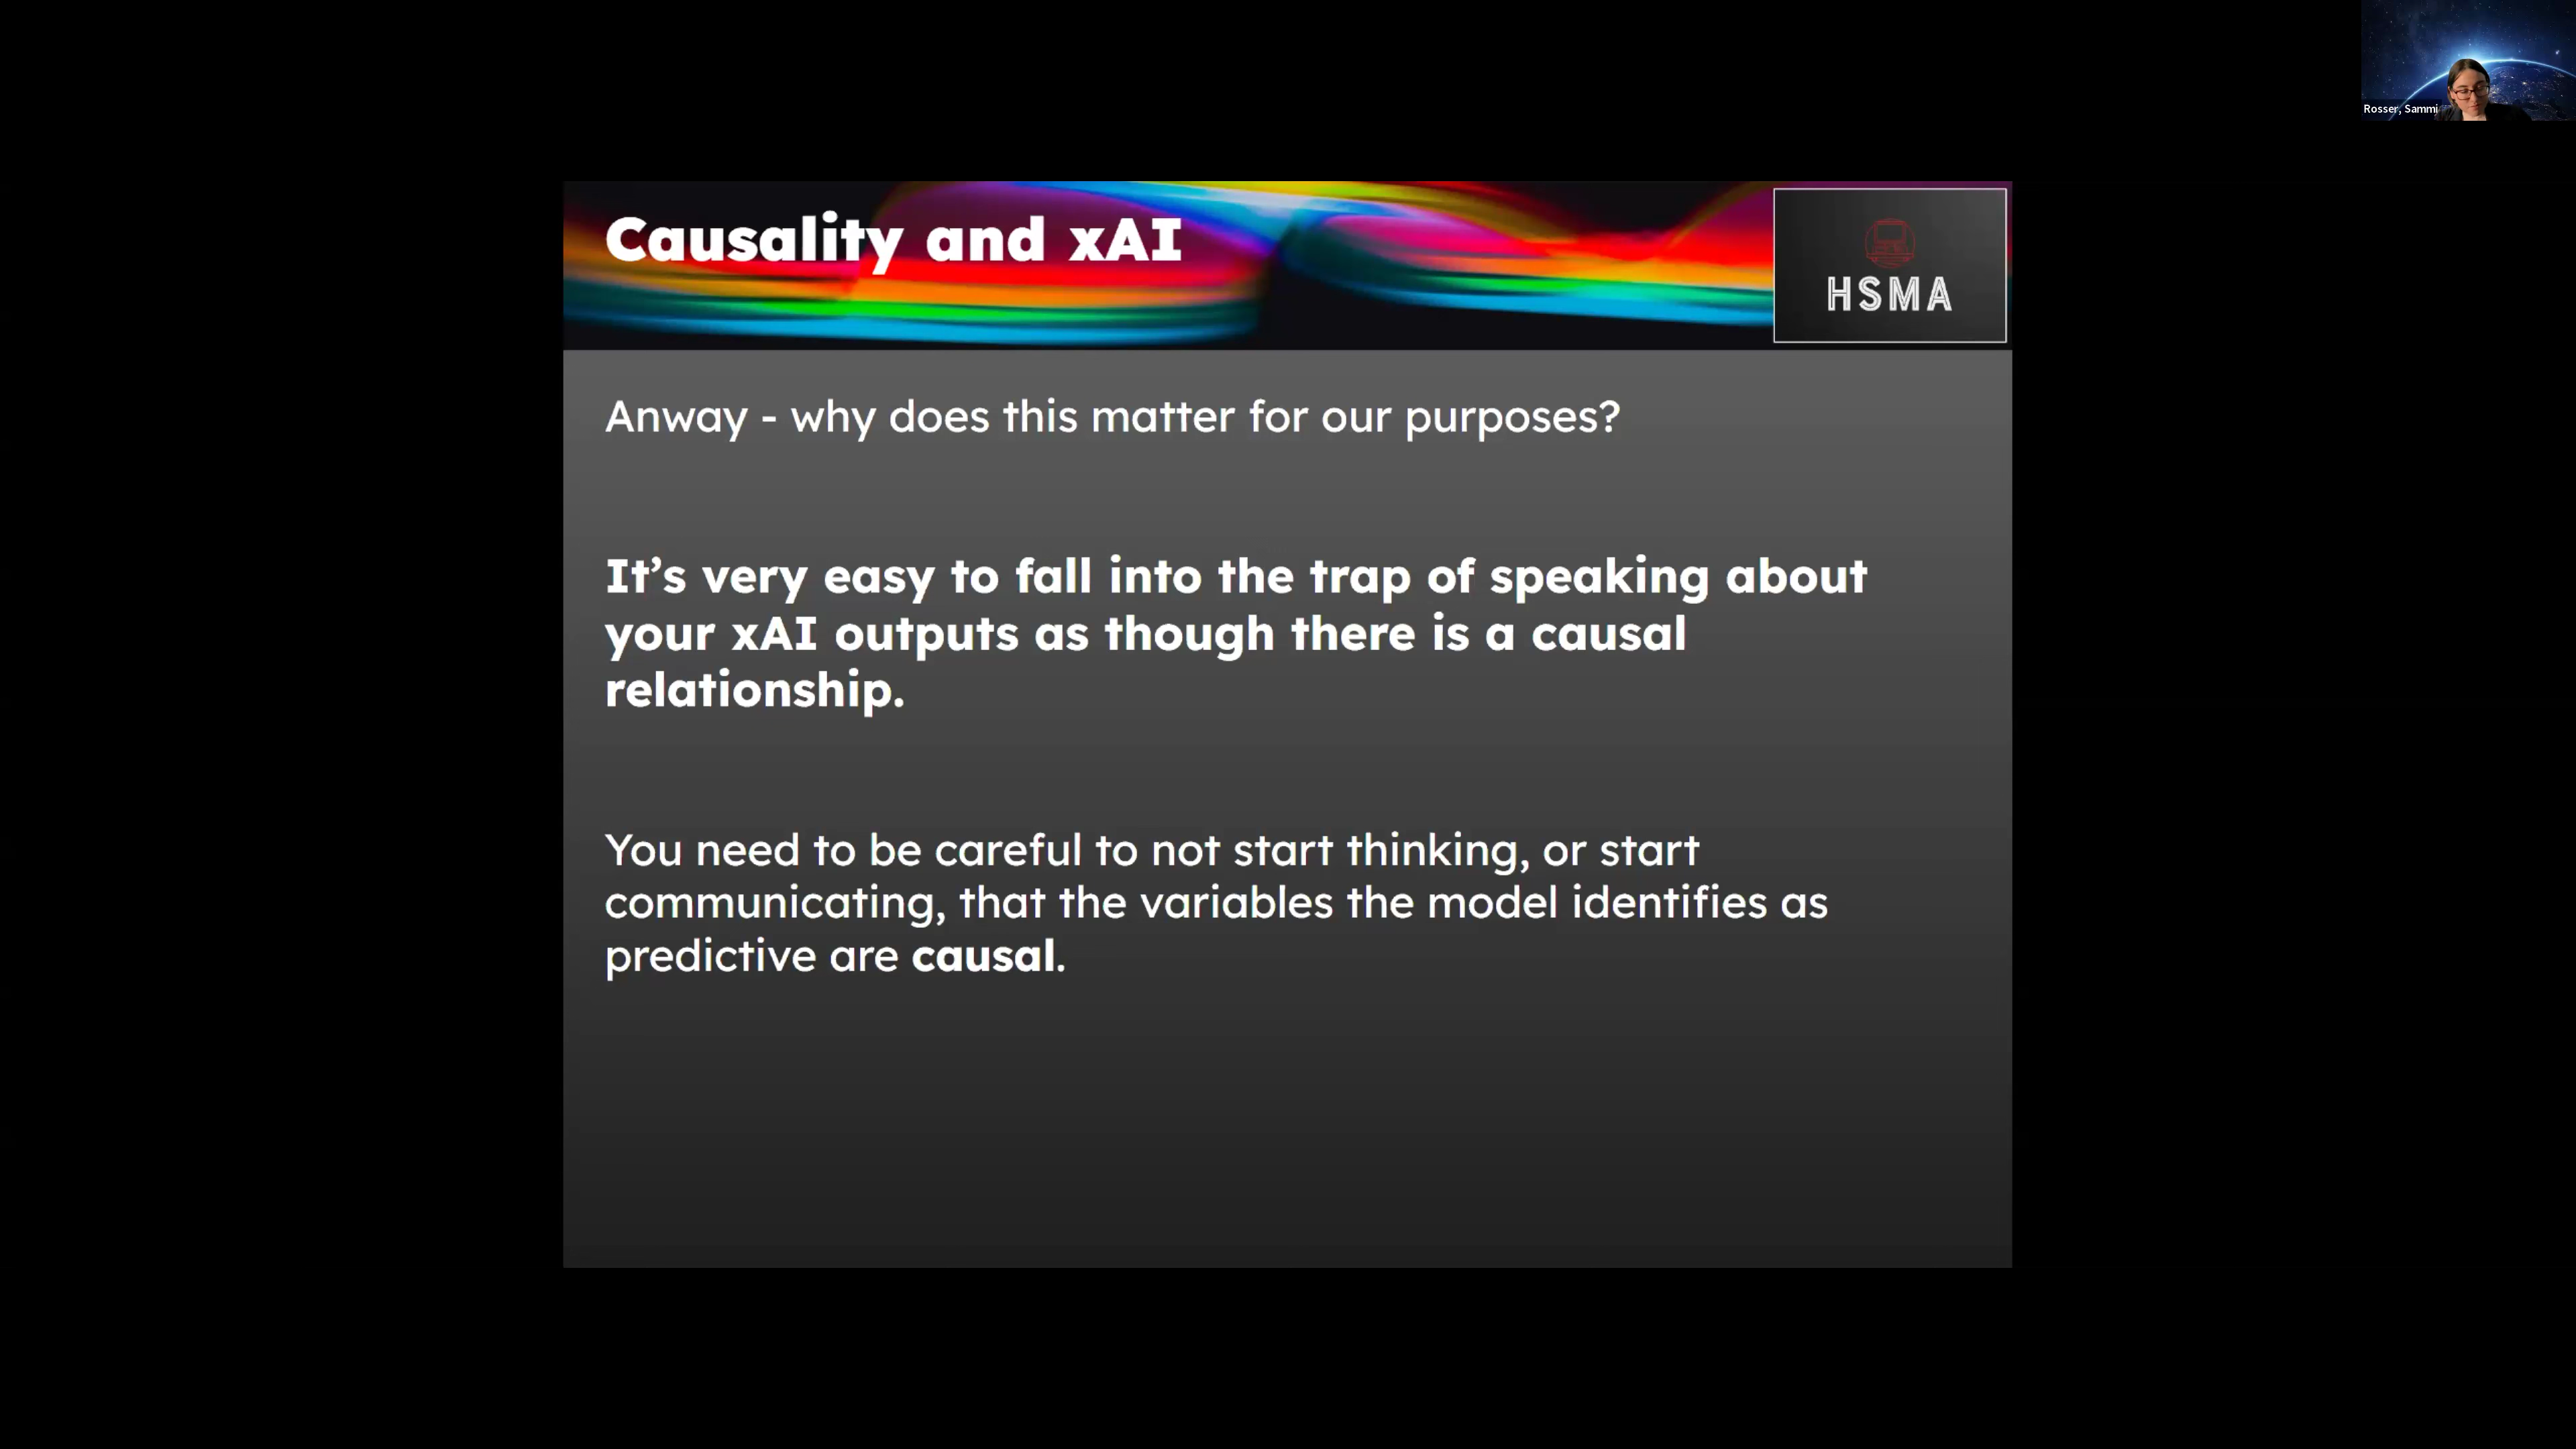 Rosser, Sammi
Causality and xAI
HSMA
Anway - why does this matter for our purposes?
It's very easy to fall into the trap of speaking about
your xAI outputs as though there is a causal
relationship.
You need to be careful to not start thinking, or start
communicating, that the variables the model identifies as
predictive are causal.